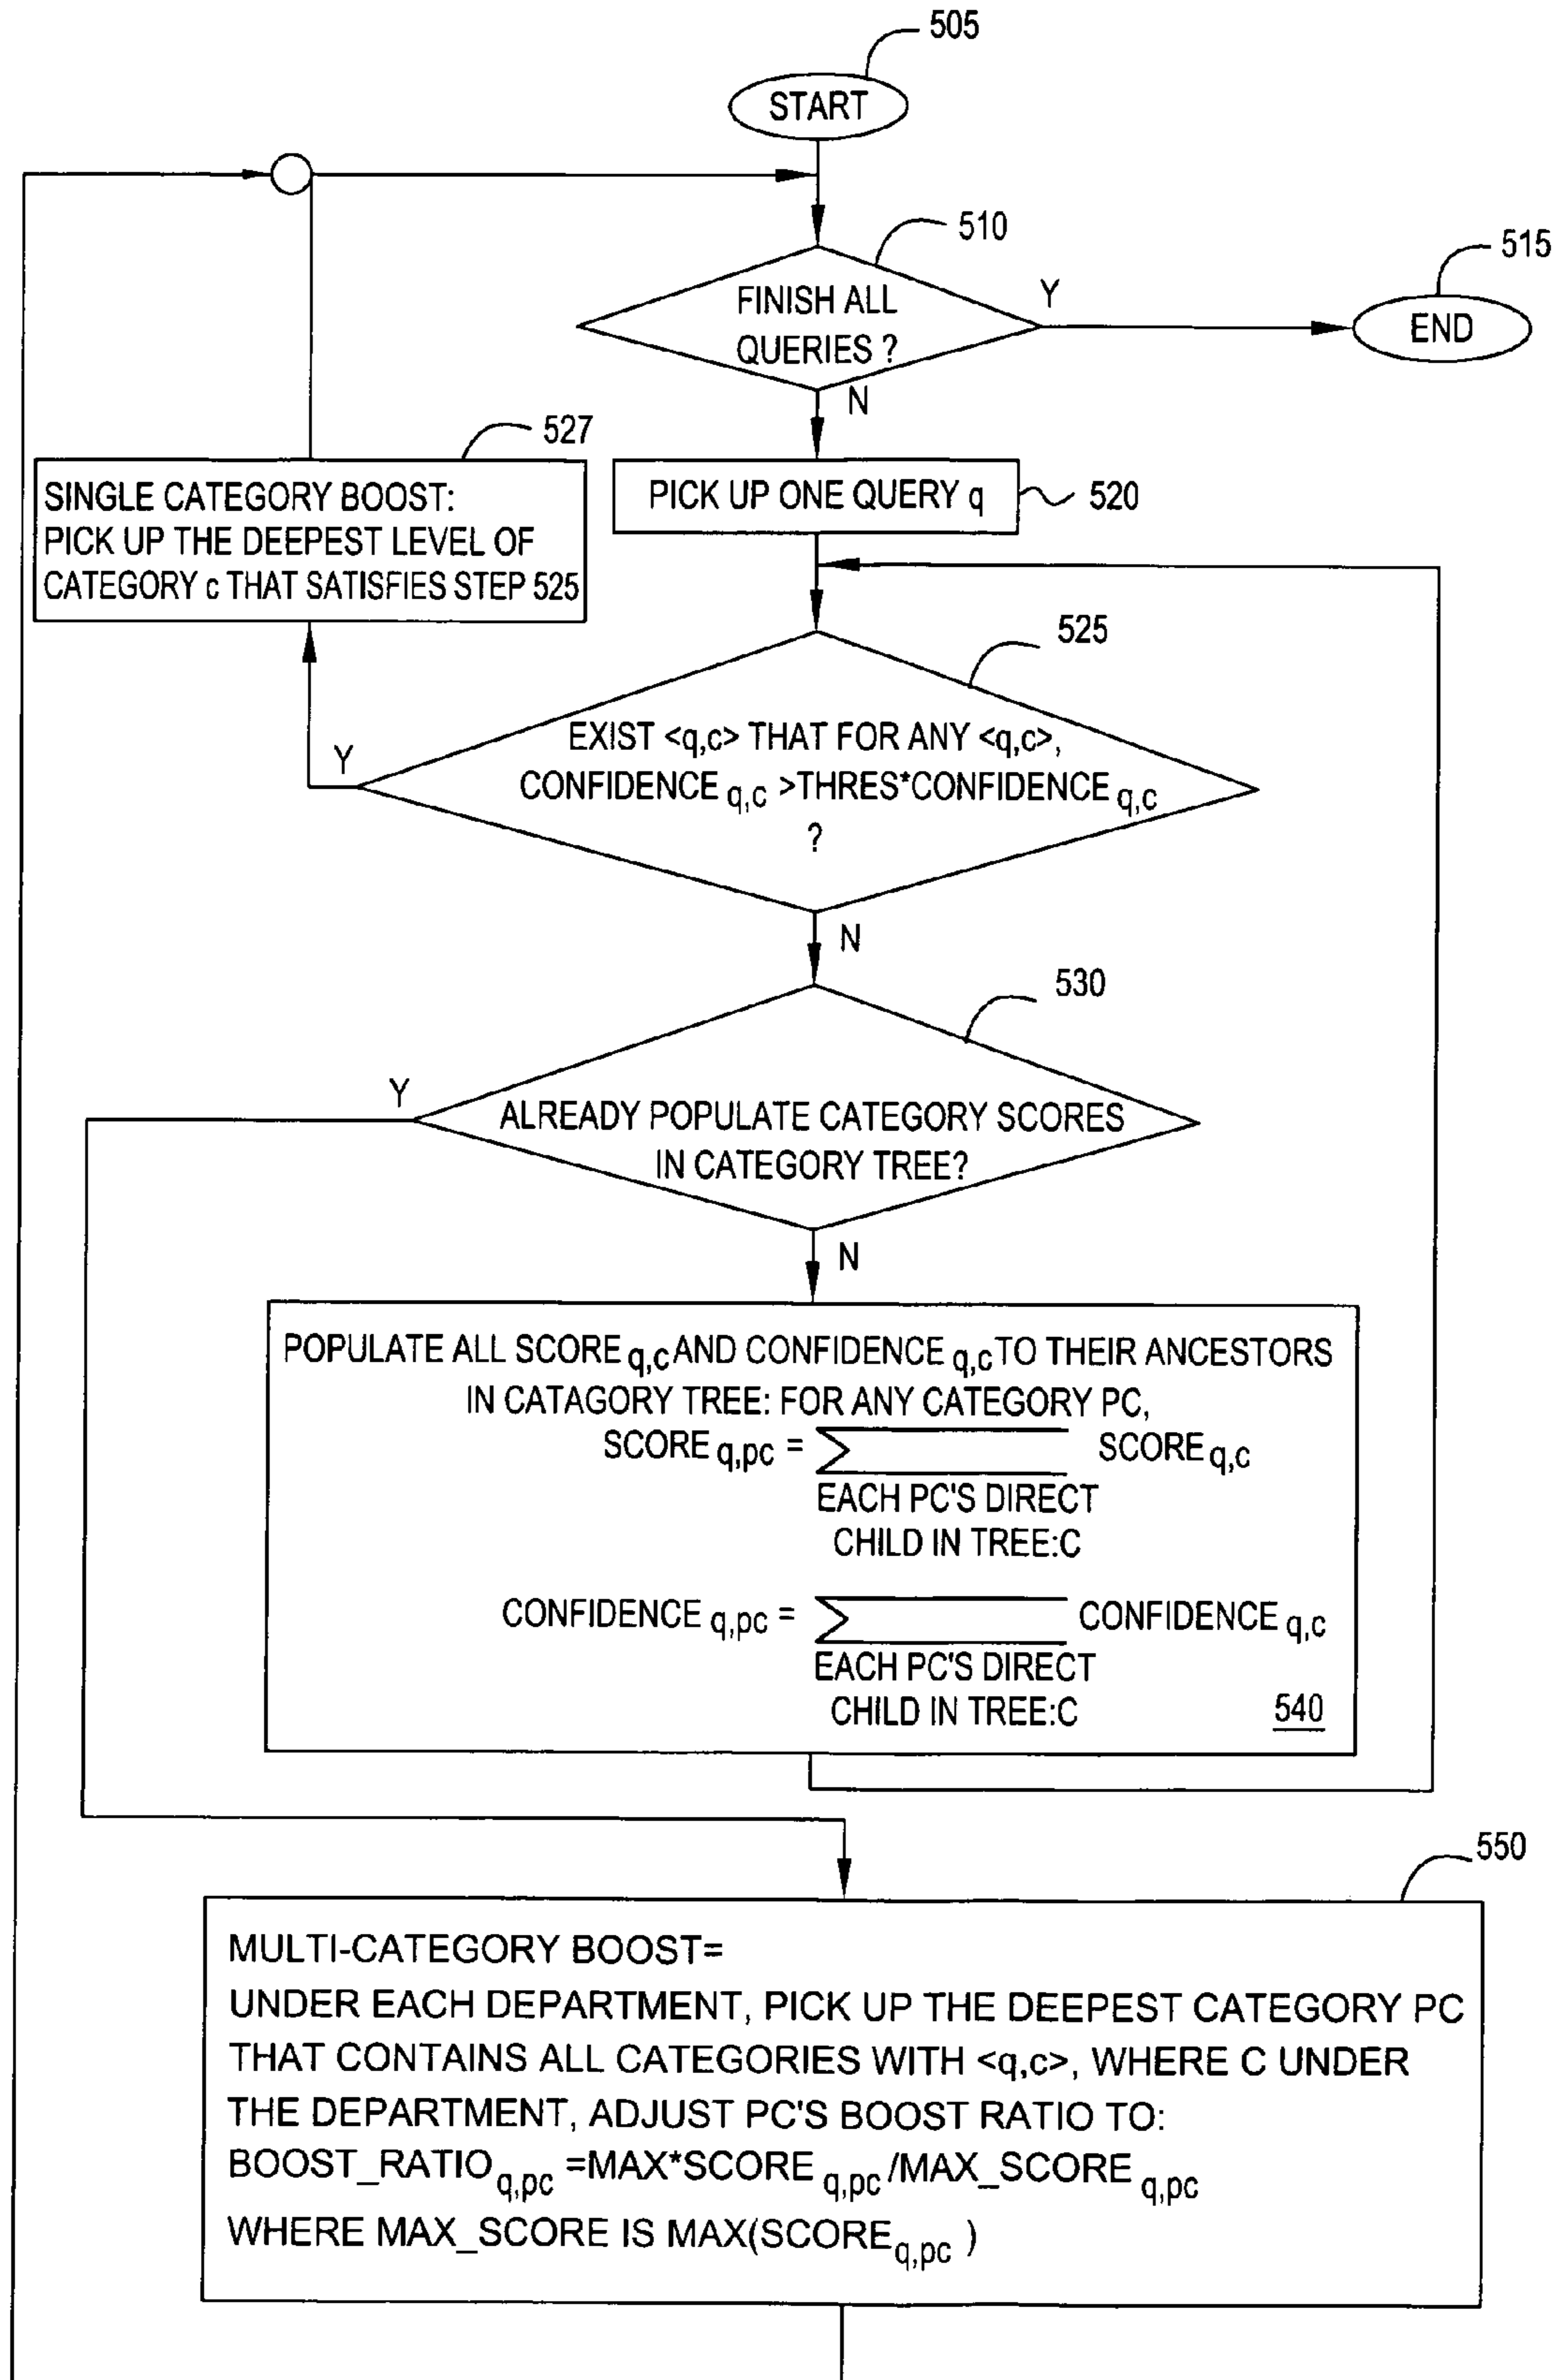 505
START
510
515
FINISH ALL
QUERIES ?
Y
END
N
527
SINGLE CATEGORY BOOST:
PICK UP THE DEEPEST LEVEL OF
CATEGORY c THAT SATISFIES STEP 525
PICK UP ONE QUERY q
520
525
EXIST <q,c> THAT FOR ANY <q,c>,
CONFIDENCE q,c >THRES*CONFIDENCE q,c
?
Y
N
530
Y
ALREADY POPULATE CATEGORY SCORES
IN CATEGORY TREE?
N
POPULATE ALL SCORE q,c AND CONFIDENCE q,c TO THEIR ANCESTORS
IN CATAGORY TREE: FOR ANY CATEGORY PC,
SCORE q,pc = ∑ SCORE q,c
EACH PC'S DIRECT
CHILD IN TREE:C
CONFIDENCE q,pc = ∑ CONFIDENCE q,c
EACH PC'S DIRECT
CHILD IN TREE:C
540
550
MULTI-CATEGORY BOOST=
UNDER EACH DEPARTMENT, PICK UP THE DEEPEST CATEGORY PC
THAT CONTAINS ALL CATEGORIES WITH <q,c>, WHERE C UNDER
THE DEPARTMENT, ADJUST PC'S BOOST RATIO TO:
BOOST_RATIO q,pc =MAX*SCORE q,pc /MAX_SCORE q,pc
WHERE MAX_SCORE IS MAX(SCORE q,pc )